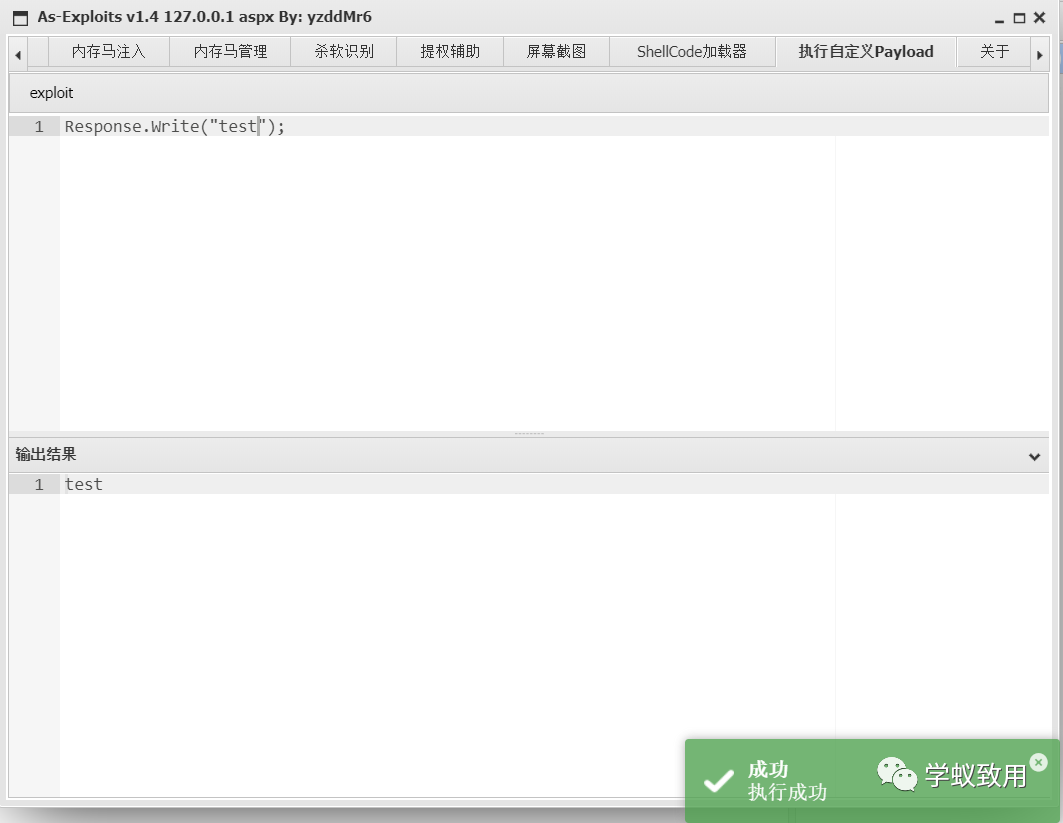 As-Exploits v1.4 127.0.0.1 aspx By: yzddMr6
内存马注入 内存马管理 杀软识别 提权辅助 屏幕截图 ShellCode加载器 执行自定义Payload 关于
exploit
1 Response.Write("test");
输出结果
1 test
成功
执行成功
学蚁致用